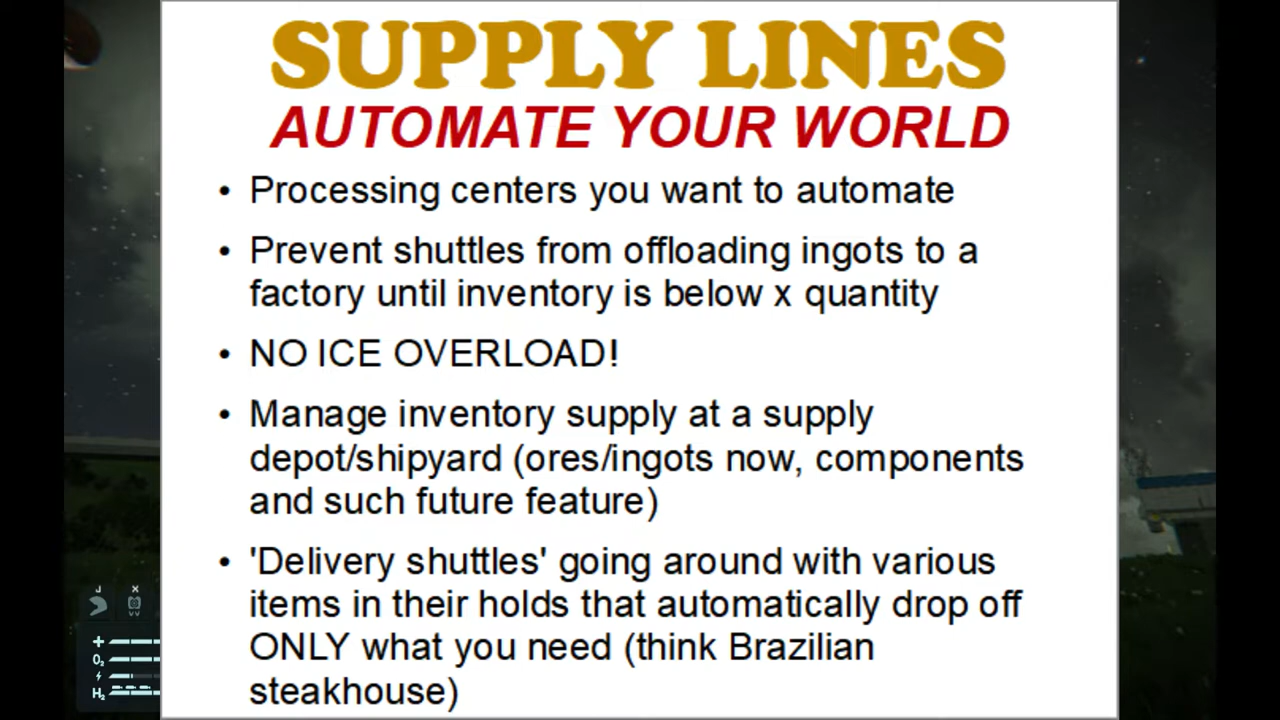 SUPPLY LINES
AUTOMATE YOUR WORLD
• Processing centers you want to automate
• Prevent shuttles from offloading ingots to a
factory until inventory is below x quantity
• NO ICE OVERLOAD!
• Manage inventory supply at a supply
depot/shipyard (ores/ingots now, components
and such future feature)
• 'Delivery shuttles' going around with various
items in their holds that automatically drop off
ONLY what you need (think Brazilian
steakhouse)
J X
O₂
H₂